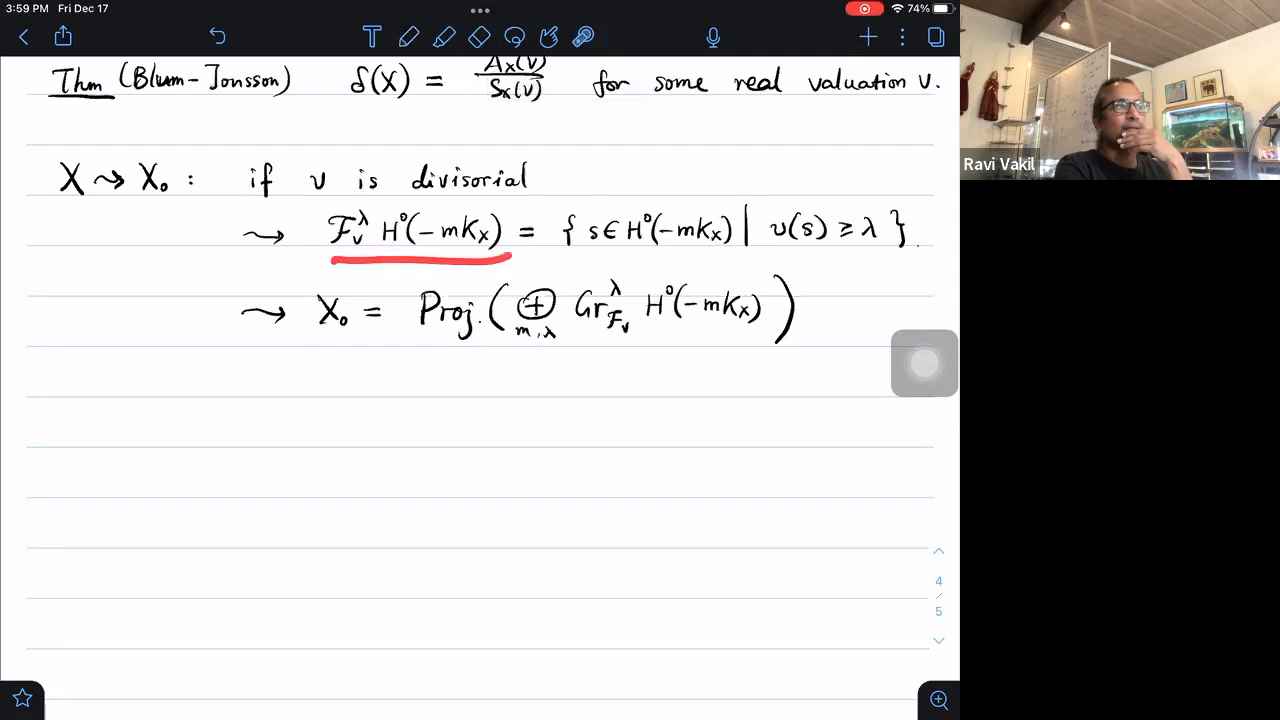 3:59 PM Fri Dec 17
74%
Thm (Blum-Jonsson) δ(X) = A_X(v)/S_X(v) for some real valuation v.
X ⇝ X₀ : if v is divisorial
⇝ F_v^λ H⁰(-mK_X) = { s ∈ H⁰(-mK_X) | v(s) ≥ λ }.
⇝ X₀ = Proj. ( ⊕_{m,λ} Gr_{F_v}^λ H⁰(-mK_X) )
Ravi Vakil
4
/
5